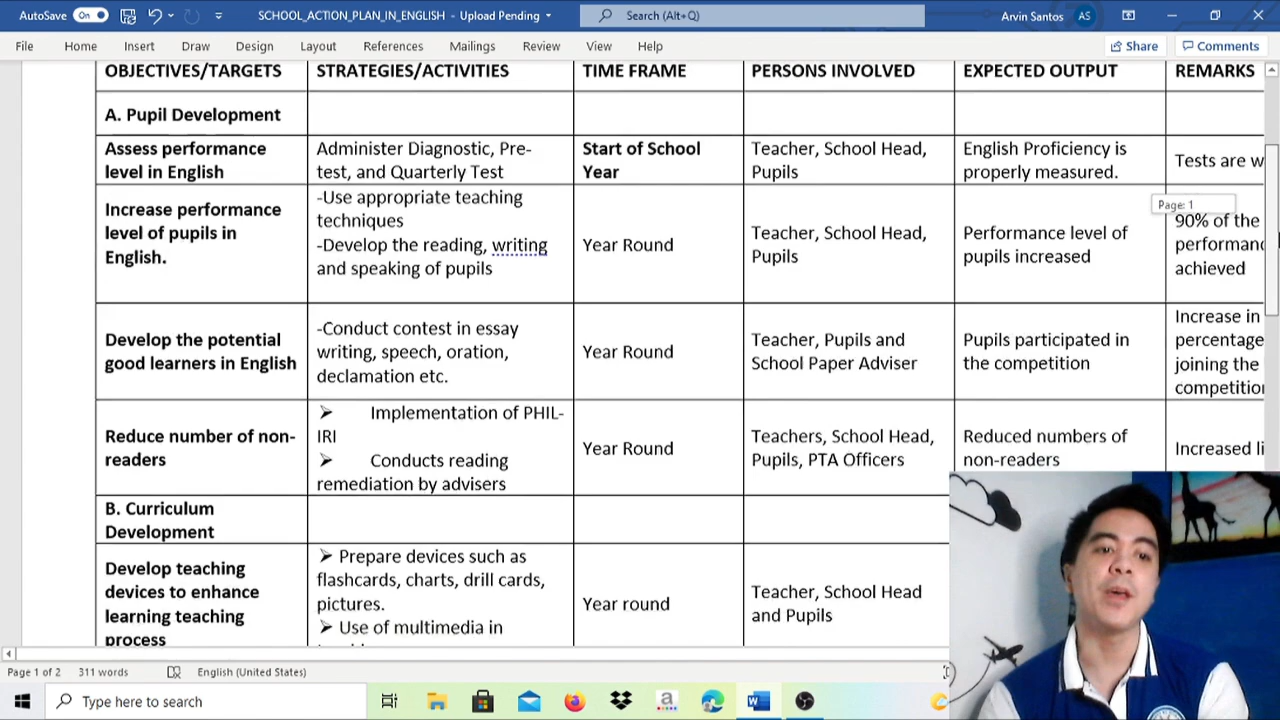 AutoSave On SCHOOL_ACTION_PLAN_IN_ENGLISH - Upload Pending Search (Alt+Q) Arvin Santos AS
File Home Insert Draw Design Layout References Mailings Review View Help Share Comments
OBJECTIVES/TARGETS STRATEGIES/ACTIVITIES TIME FRAME PERSONS INVOLVED EXPECTED OUTPUT REMARKS
A. Pupil Development
Assess performance
level in English
Administer Diagnostic, Pre-
test, and Quarterly Test
Start of School
Year
Teacher, School Head,
Pupils
English Proficiency is
properly measured.
Tests are w
Page: 1
Increase performance
level of pupils in
English.
-Use appropriate teaching
techniques
-Develop the reading, writing
and speaking of pupils
Year Round
Teacher, School Head,
Pupils
Performance level of
pupils increased
90% of the
performanc
achieved
Develop the potential
good learners in English
-Conduct contest in essay
writing, speech, oration,
declamation etc.
Year Round
Teacher, Pupils and
School Paper Adviser
Pupils participated in
the competition
Increase in
percentage
joining the
competition
Reduce number of non-
readers
➢ Implementation of PHIL-
IRI
➢ Conducts reading
remediation by advisers
Year Round
Teachers, School Head,
Pupils, PTA Officers
Reduced numbers of
non-readers
Increased li
B. Curriculum
Development
Develop teaching
devices to enhance
learning teaching
process
➢ Prepare devices such as
flashcards, charts, drill cards,
pictures.
➢ Use of multimedia in
Year round
Teacher, School Head
and Pupils
Page 1 of 2 311 words English (United States)
Type here to search